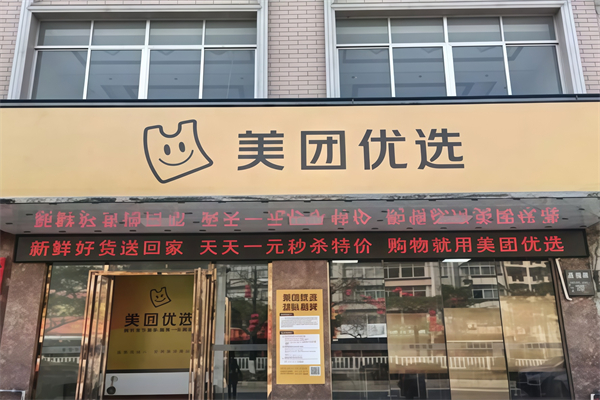 美团优选
新鲜好货送回家 天天一元秒杀特价 购物就用美团优选
美团优选